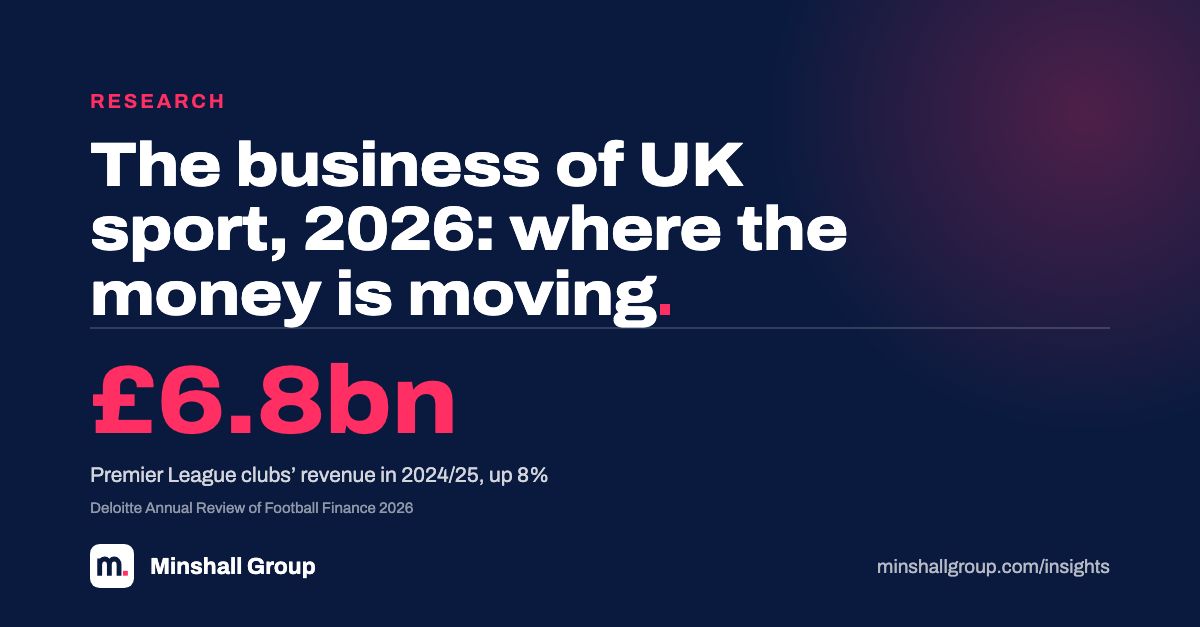 RESEARCH
The business of UK
sport, 2026: where the
money is moving.
£6.8bn
Premier League clubs’ revenue in 2024/25, up 8%
Deloitte Annual Review of Football Finance 2026
m. Minshall Group
minshallgroup.com/insights